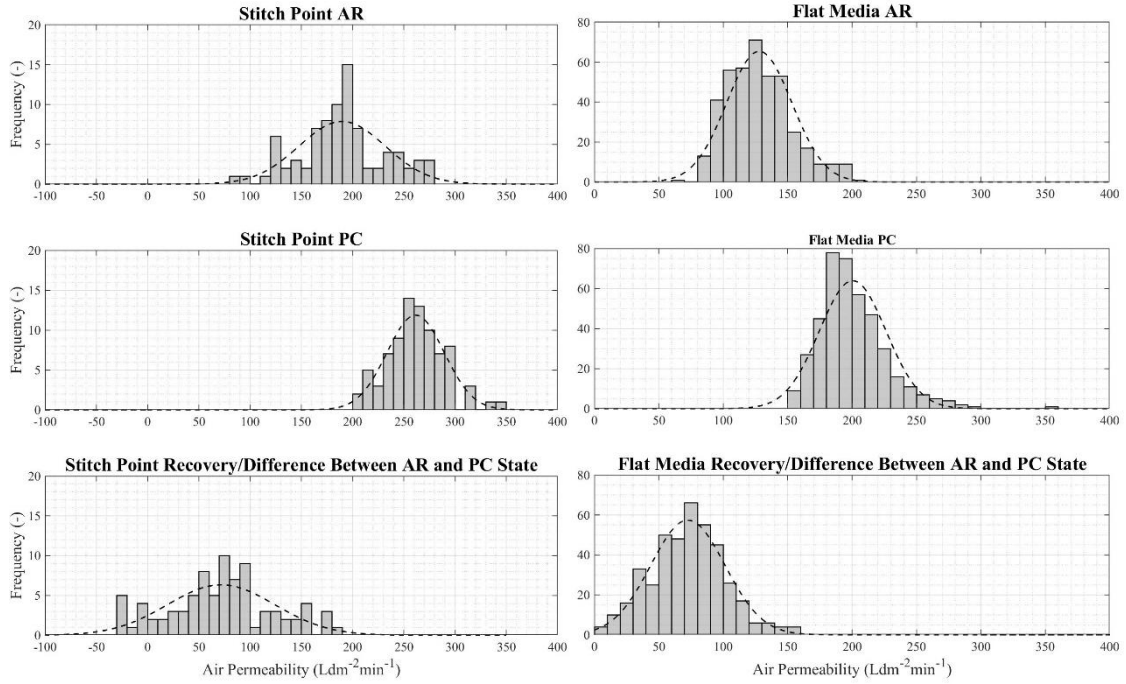 Stitch Point AR
Frequency (-)
20
15
10
5
0
-100 -50 0 50 100 150 200 250 300 350 400
Flat Media AR
80
60
40
20
0
0 50 100 150 200 250 300 350 400
Stitch Point PC
Frequency (-)
20
15
10
5
0
-100 -50 0 50 100 150 200 250 300 350 400
Flat Media PC
80
60
40
20
0
0 50 100 150 200 250 300 350 400
Stitch Point Recovery/Difference Between AR and PC State
Frequency (-)
20
15
10
5
0
-100 -50 0 50 100 150 200 250 300 350 400
Air Permeability (Ldm⁻²min⁻¹)
Flat Media Recovery/Difference Between AR and PC State
80
60
40
20
0
0 50 100 150 200 250 300 350 400
Air Permeability (Ldm⁻²min⁻¹)